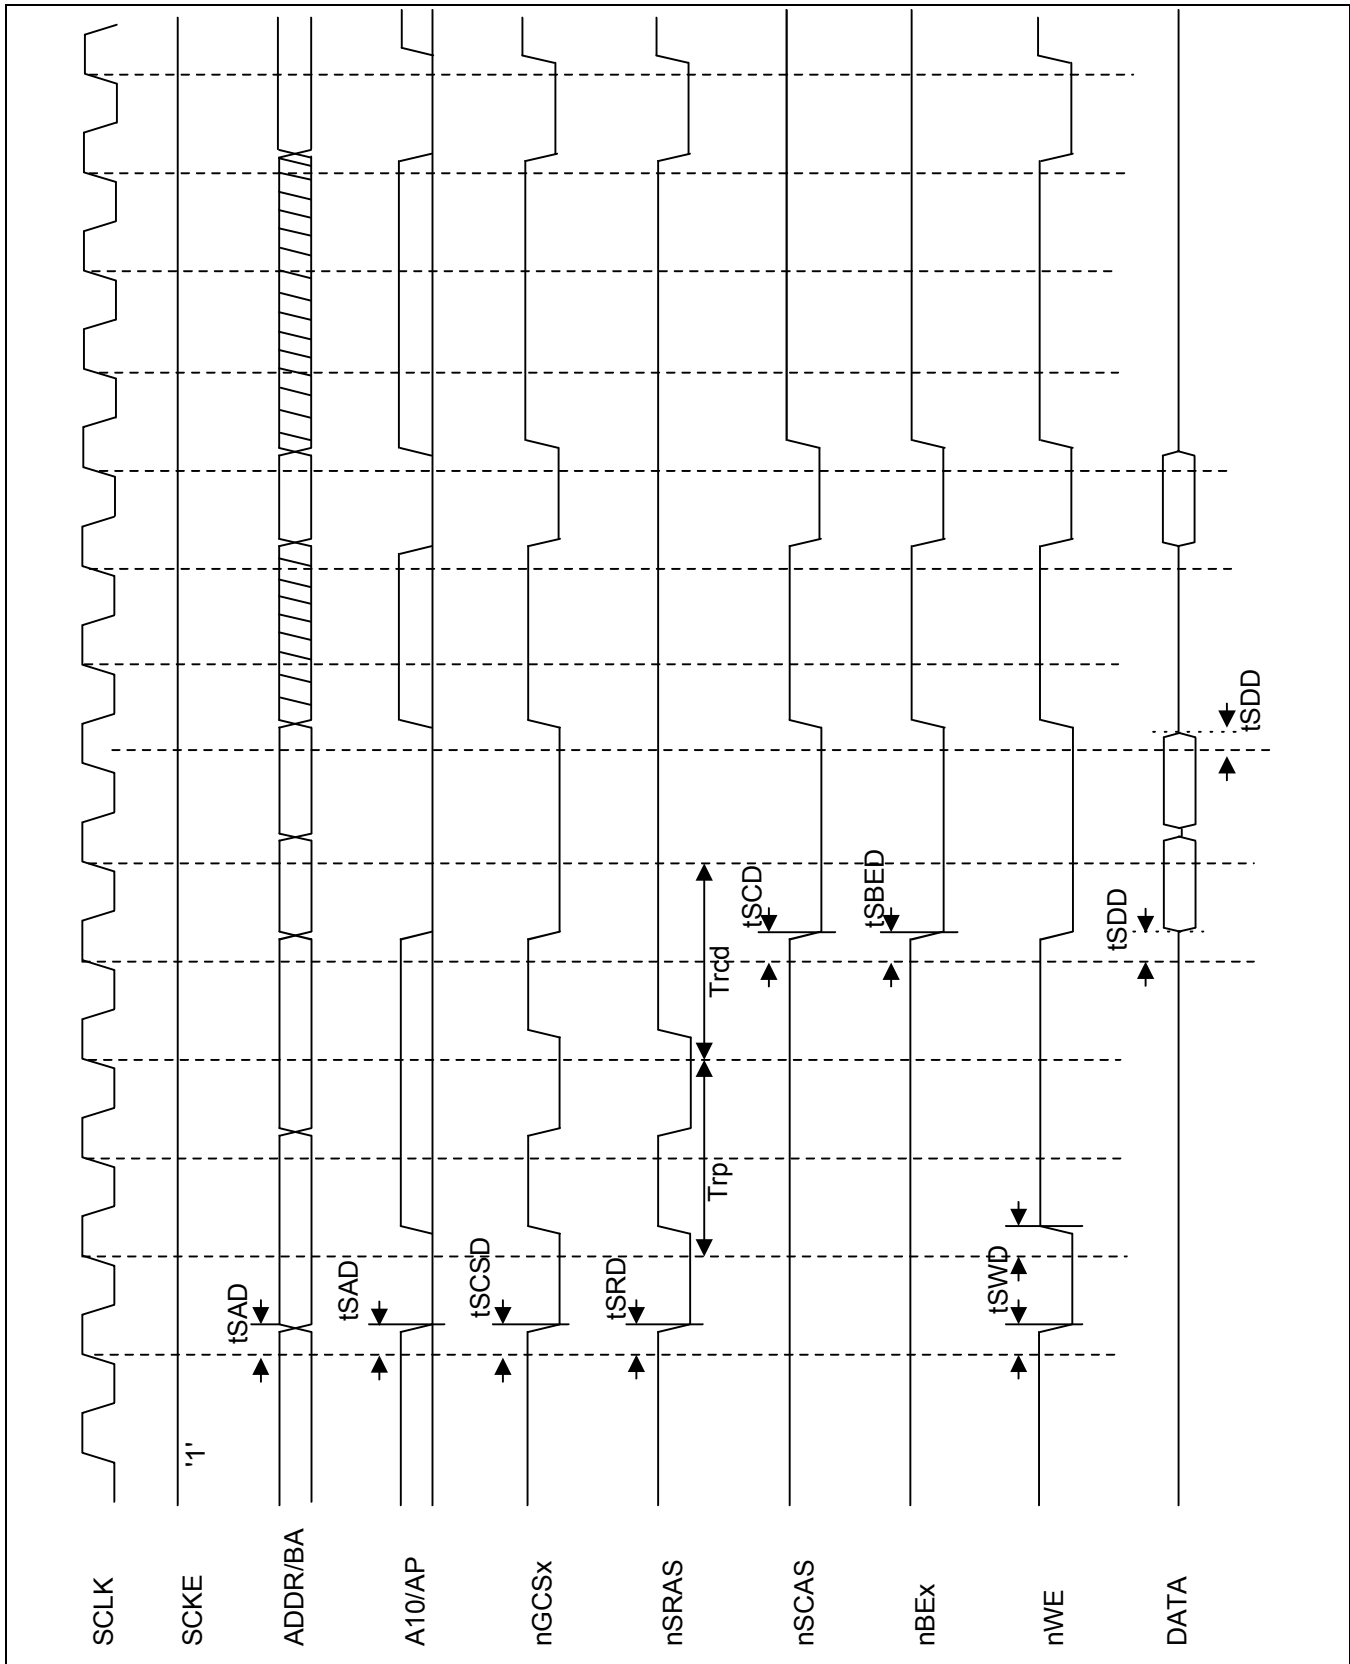 SCLK
SCKE
'1'
ADDR/BA
tSAD
A10/AP
tSAD
nGCSx
tSCSD
nSRAS
tSRD
Trp
Trcd
nSCAS
tSCD
nBEx
tSBED
nWE
tSWD
DATA
tSDD
tSDD